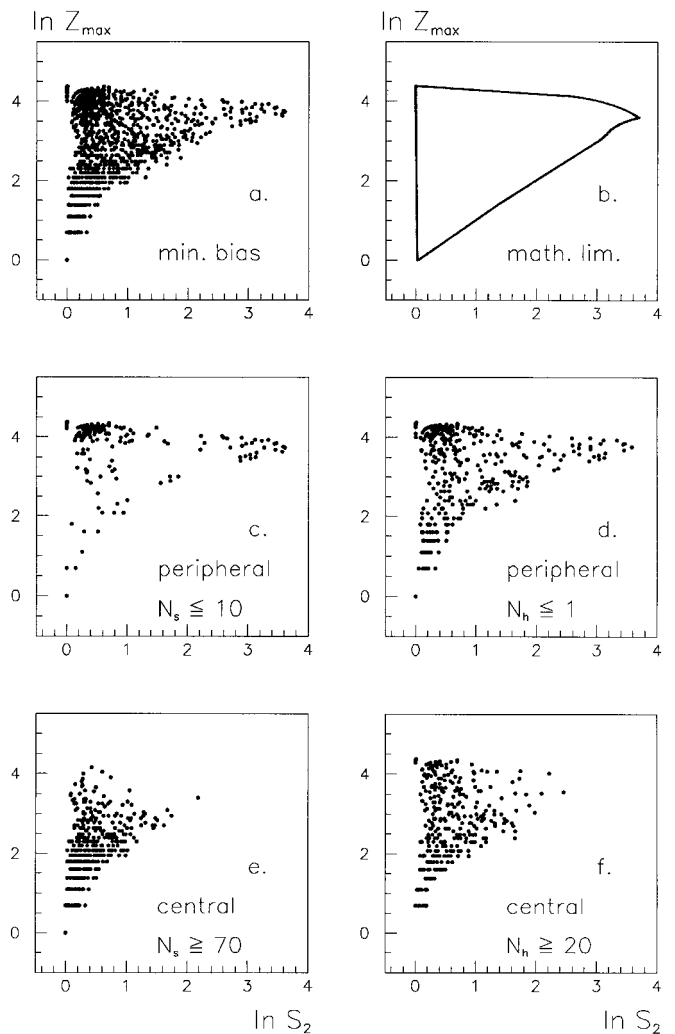 ln Z_max
ln Z_max
4
2
0
a.
min. bias
0 1 2 3 4
4
2
0
b.
math. lim.
0 1 2 3 4
4
2
0
c.
peripheral
N_s ≦ 10
0 1 2 3 4
4
2
0
d.
peripheral
N_h ≦ 1
0 1 2 3 4
4
2
0
e.
central
N_s ≧ 70
0 1 2 3 4
ln S_2
4
2
0
f.
central
N_h ≧ 20
0 1 2 3 4
ln S_2